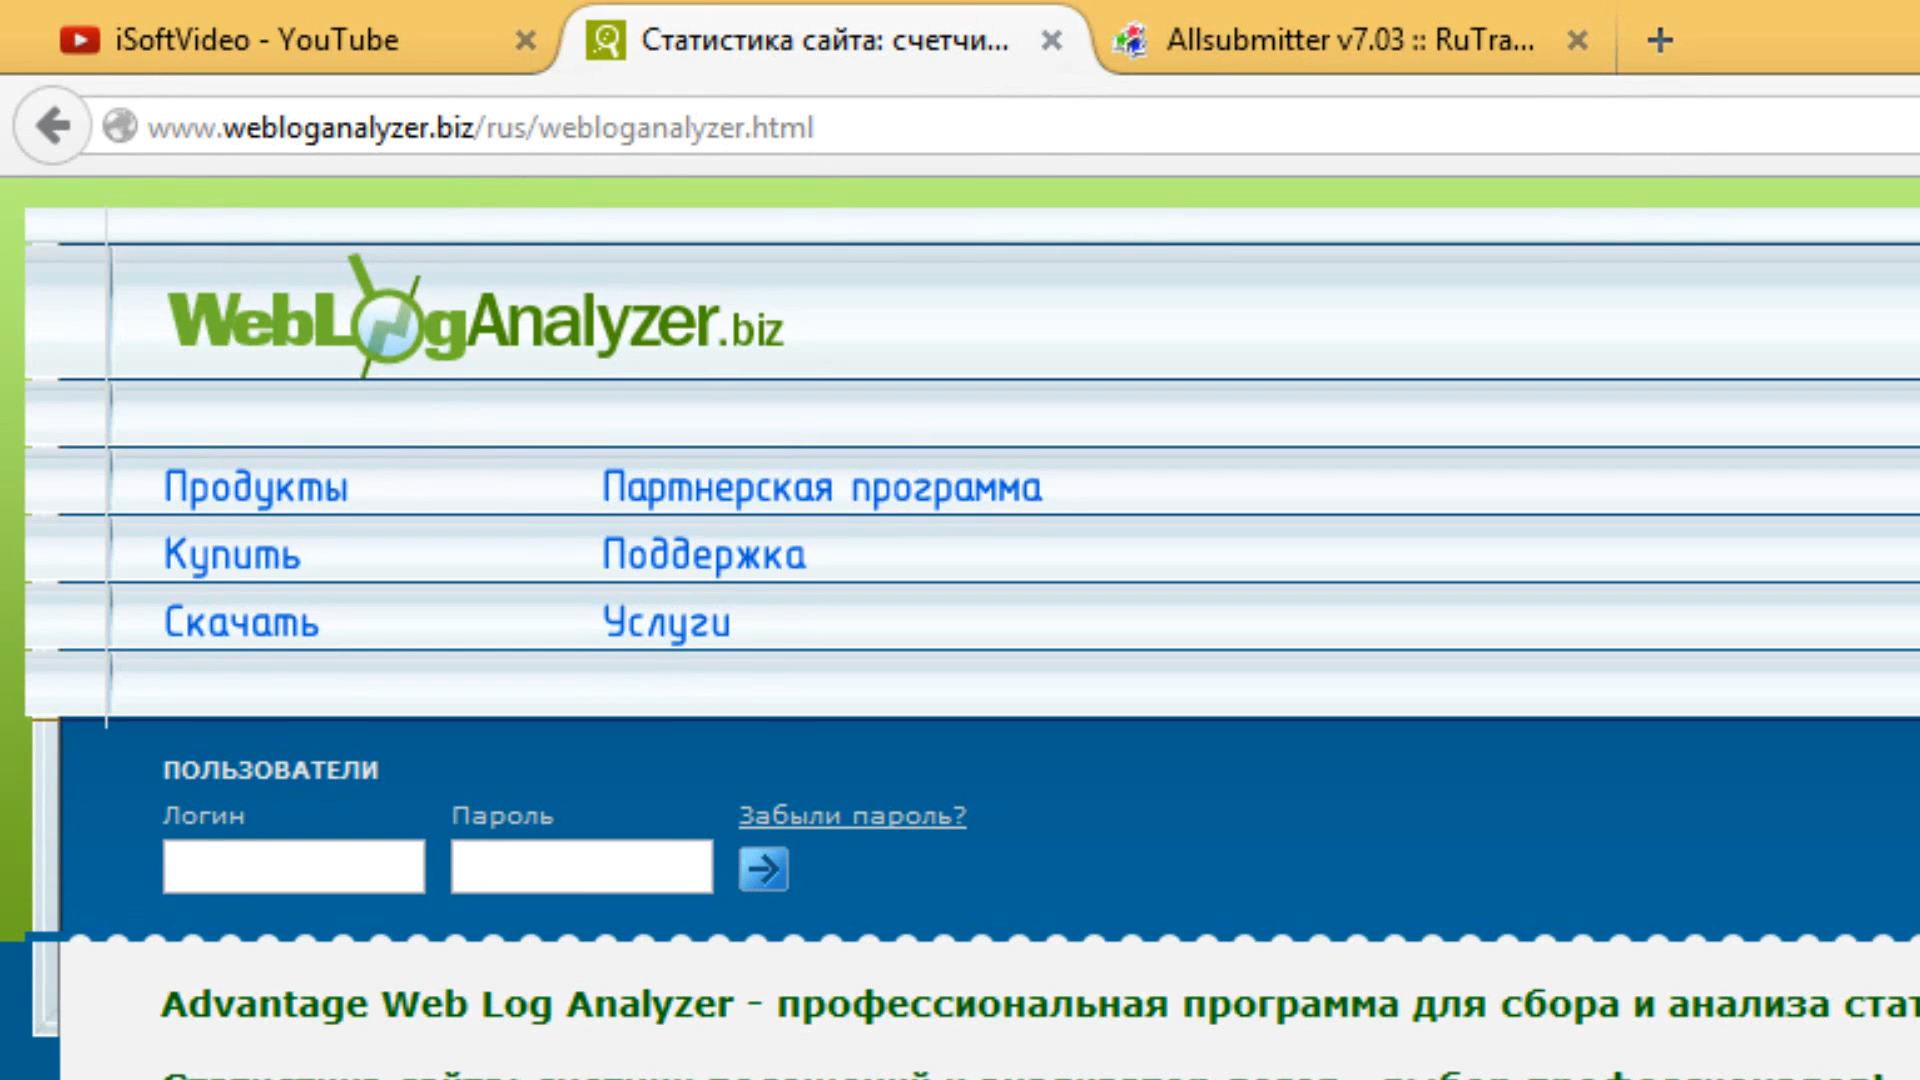 iSoftVideo - YouTube
Статистика сайта: счетчи...
Allsubmitter v7.03 :: RuTra...
www.webloganalyzer.biz/rus/webloganalyzer.html
WebLogAnalyzer.biz
Продукты
Партнерская программа
Купить
Поддержка
Скачать
Услуги
ПОЛЬЗОВАТЕЛИ
Логин
Пароль
Забыли пароль?
Advantage Web Log Analyzer - профессиональная программа для сбора и анализа стат